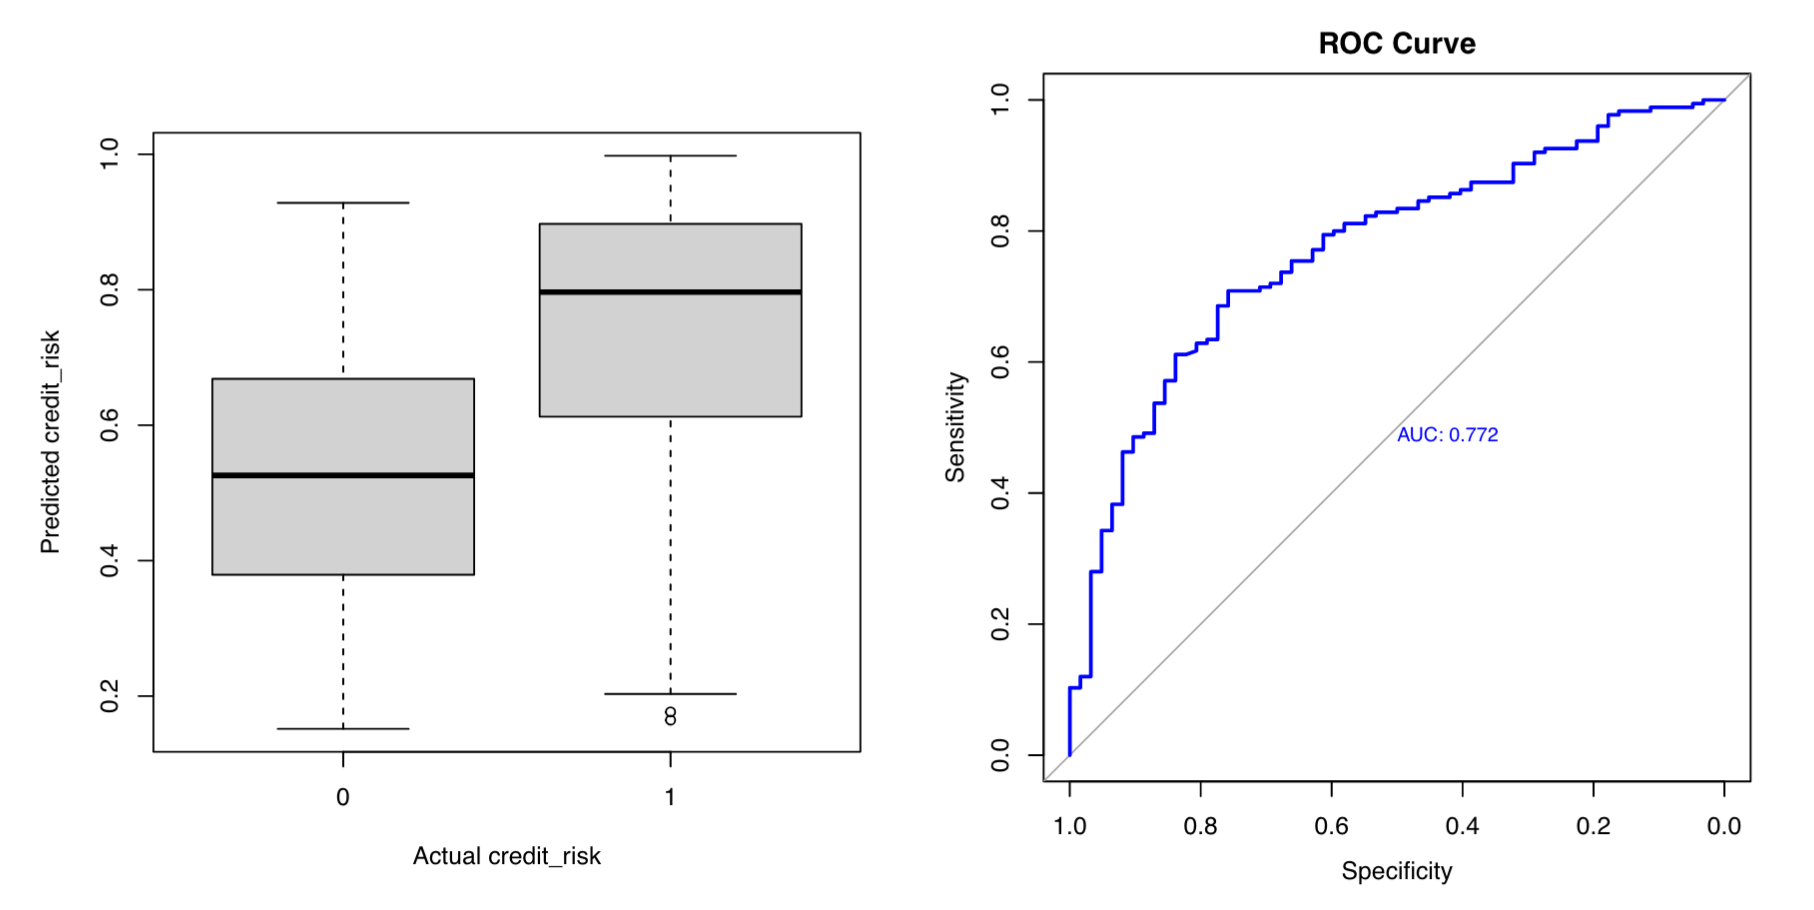 Predicted credit_risk
1.0
0.8
0.6
0.4
0.2
8
0 1
Actual credit_risk
ROC Curve
Sensitivity
1.0
0.8
0.6
0.4
0.2
0.0
AUC: 0.772
1.0 0.8 0.6 0.4 0.2 0.0
Specificity